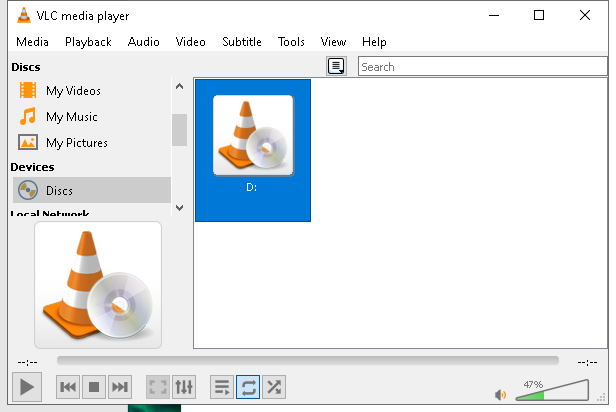 VLC media player
Media Playback Audio Video Subtitle Tools View Help
Discs
Search
My Videos
My Music
My Pictures
Devices
Discs
Local Network
D:
--:--
--:--
47%